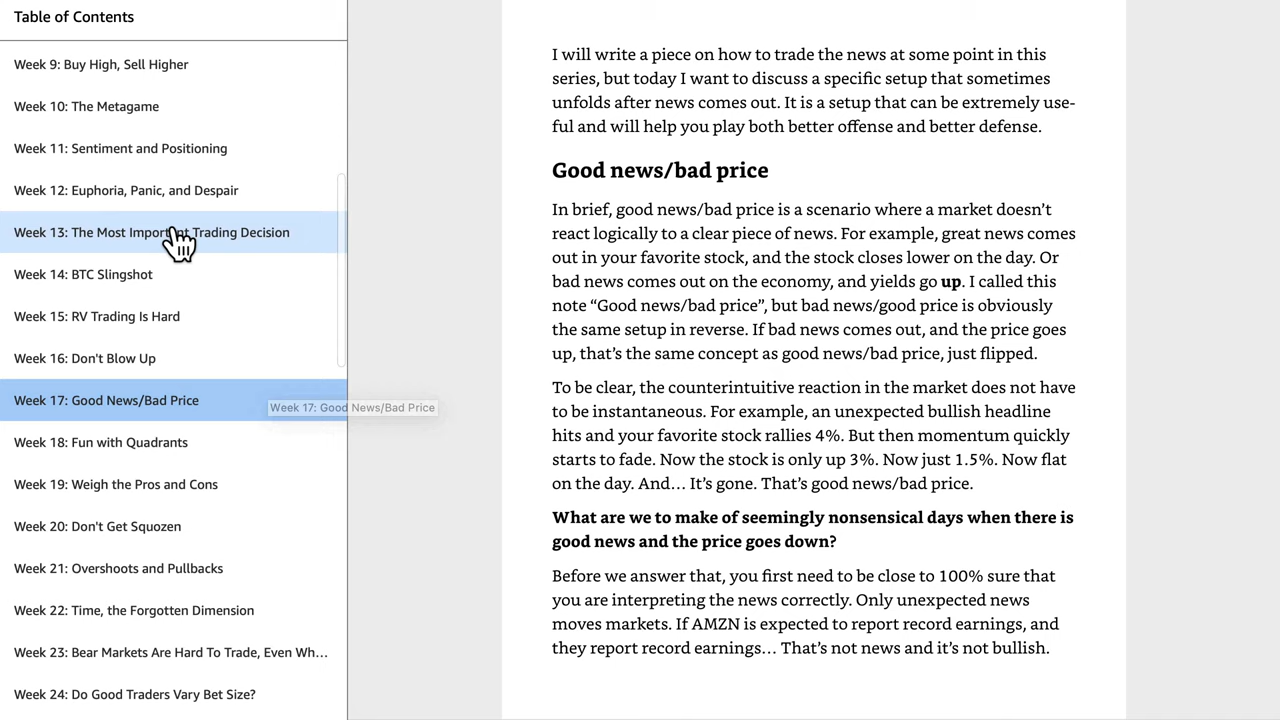 Table of Contents
Week 9: Buy High, Sell Higher
Week 10: The Metagame
Week 11: Sentiment and Positioning
Week 12: Euphoria, Panic, and Despair
Week 13: The Most Important Trading Decision
Week 14: BTC Slingshot
Week 15: RV Trading Is Hard
Week 16: Don't Blow Up
Week 17: Good News/Bad Price
Week 17: Good News/Bad Price
Week 18: Fun with Quadrants
Week 19: Weigh the Pros and Cons
Week 20: Don't Get Squozen
Week 21: Overshoots and Pullbacks
Week 22: Time, the Forgotten Dimension
Week 23: Bear Markets Are Hard To Trade, Even Wh...
Week 24: Do Good Traders Vary Bet Size?
I will write a piece on how to trade the news at some point in this
series, but today I want to discuss a specific setup that sometimes
unfolds after news comes out. It is a setup that can be extremely use-
ful and will help you play both better offense and better defense.
Good news/bad price
In brief, good news/bad price is a scenario where a market doesn’t
react logically to a clear piece of news. For example, great news comes
out in your favorite stock, and the stock closes lower on the day. Or
bad news comes out on the economy, and yields go up. I called this
note “Good news/bad price”, but bad news/good price is obviously
the same setup in reverse. If bad news comes out, and the price goes
up, that’s the same concept as good news/bad price, just flipped.
To be clear, the counterintuitive reaction in the market does not have
to be instantaneous. For example, an unexpected bullish headline
hits and your favorite stock rallies 4%. But then momentum quickly
starts to fade. Now the stock is only up 3%. Now just 1.5%. Now flat
on the day. And… It’s gone. That’s good news/bad price.
What are we to make of seemingly nonsensical days when there is
good news and the price goes down?
Before we answer that, you first need to be close to 100% sure that
you are interpreting the news correctly. Only unexpected news
moves markets. If AMZN is expected to report record earnings, and
they report record earnings… That’s not news and it’s not bullish.